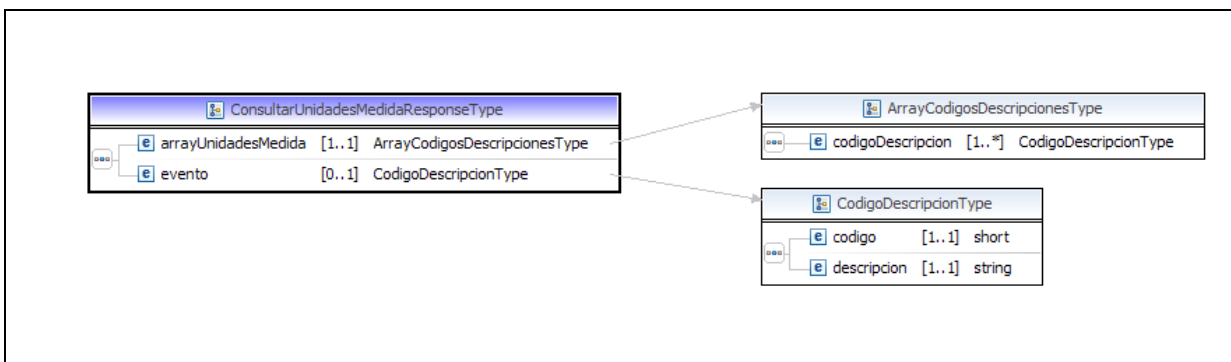 ConsultarUnidadesMedidaResponseType
e arrayUnidadesMedida [1..1] ArrayCodigosDescripcionesType
e evento [0..1] CodigoDescripcionType
ArrayCodigosDescripcionesType
e codigoDescripcion [1..*] CodigoDescripcionType
CodigoDescripcionType
e codigo [1..1] short
e descripcion [1..1] string